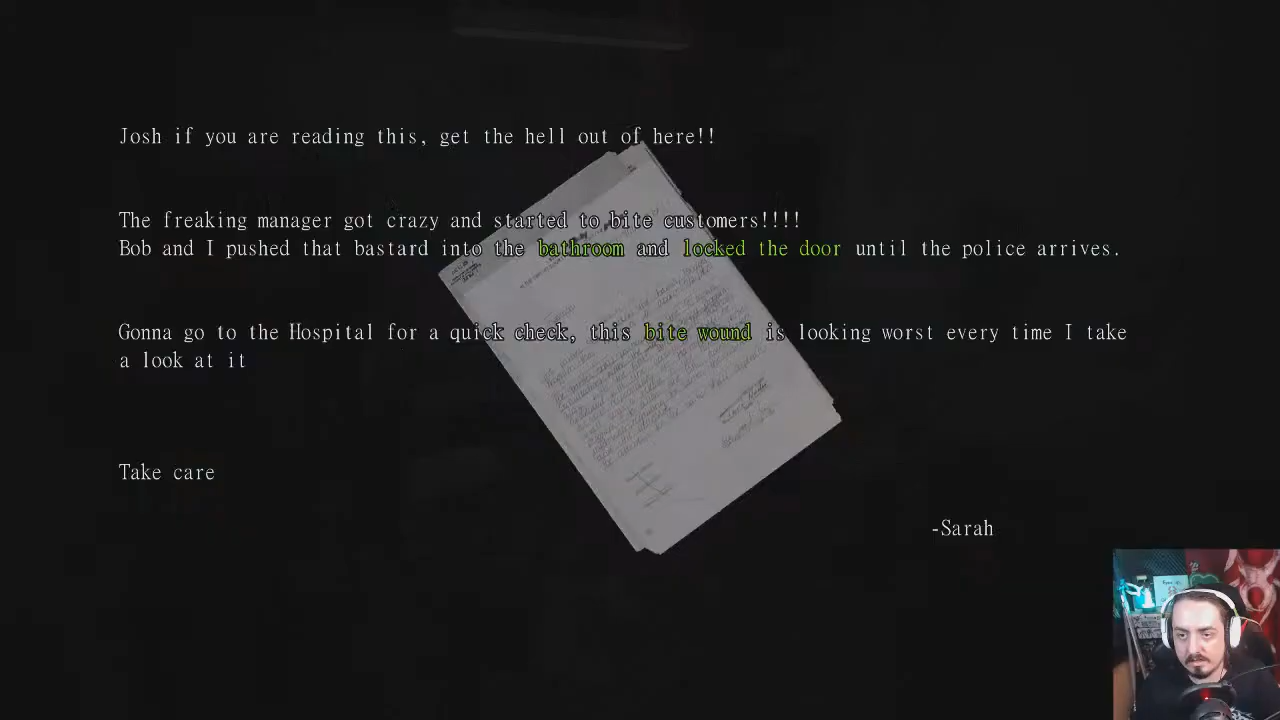 Josh if you are reading this, get the hell out of here!!
The freaking manager got crazy and started to bite customers!!!!
Bob and I pushed that bastard into the bathroom and locked the door until the police arrives.
Gonna go to the Hospital for a quick check, this bite wound is looking worst every time I take
a look at it
Take care
-Sarah